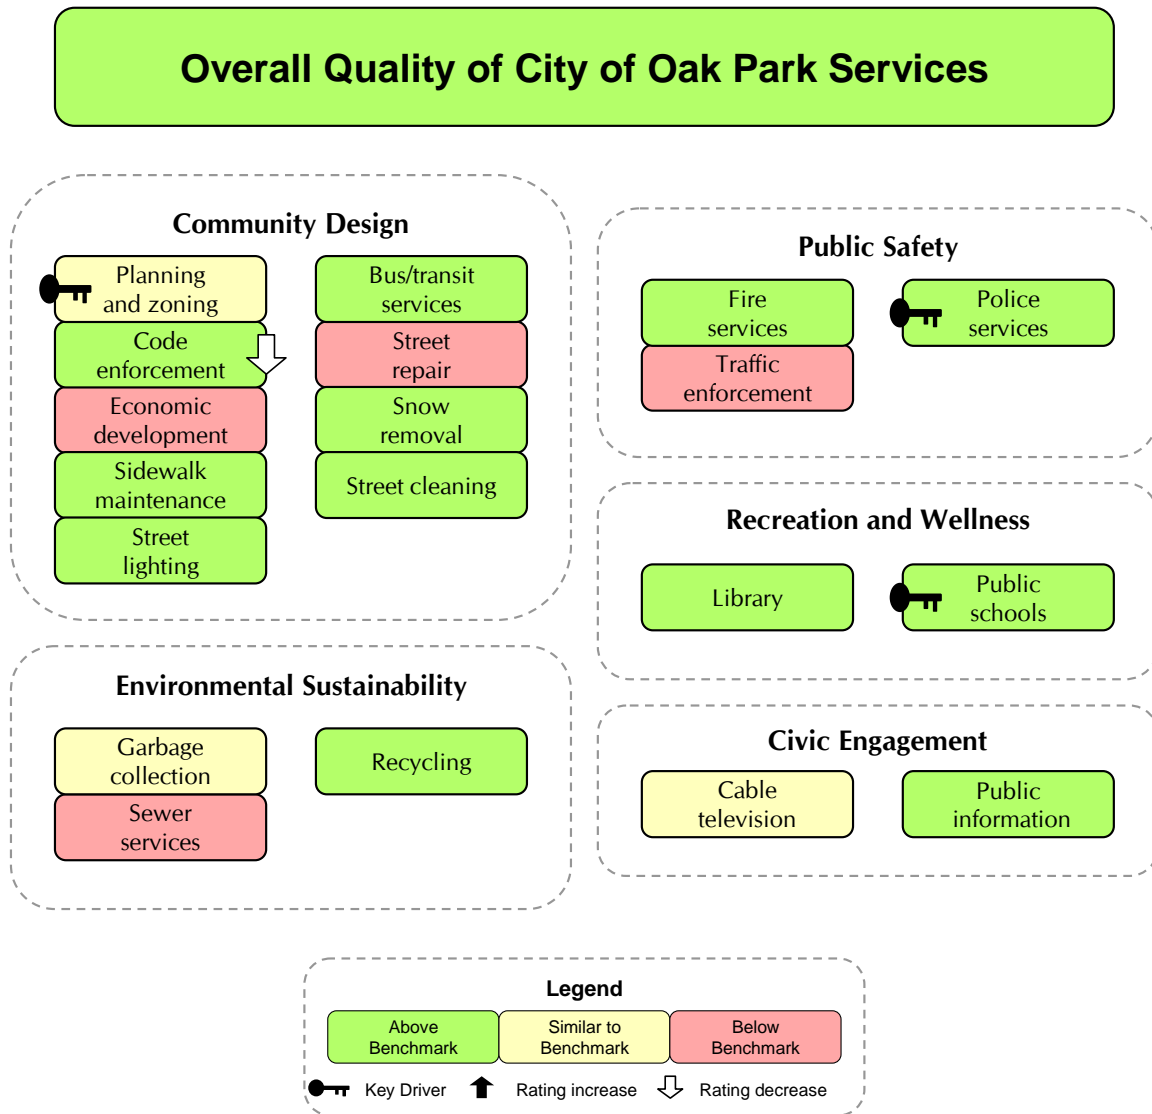 Overall Quality of City of Oak Park Services
Community Design
Planning
and zoning
Code
enforcement
Economic
development
Sidewalk
maintenance
Street
lighting
Bus/transit
services
Street
repair
Snow
removal
Street cleaning
Public Safety
Fire
services
Traffic
enforcement
Police
services
Recreation and Wellness
Library
Public
schools
Environmental Sustainability
Garbage
collection
Sewer
services
Recycling
Civic Engagement
Cable
television
Public
information
Legend
Above
Benchmark
Similar to
Benchmark
Below
Benchmark
Key Driver
Rating increase
Rating decrease